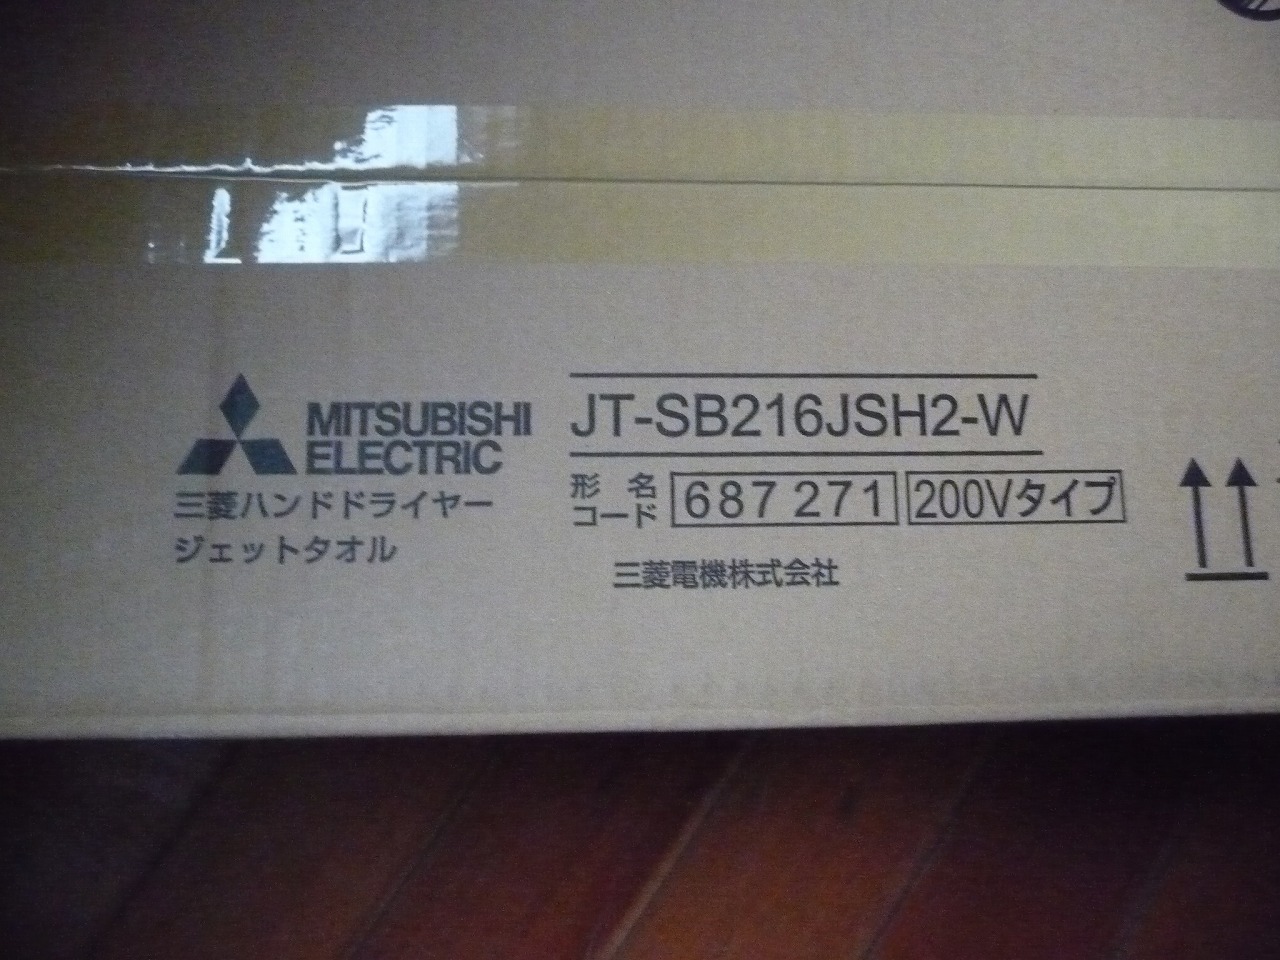 MITSUBISHI
ELECTRIC
三菱ハンドドライヤー
ジェットタオル
JT-SB216JSH2-W
形名
コード 687 271 200Vタイプ
三菱電機株式会社